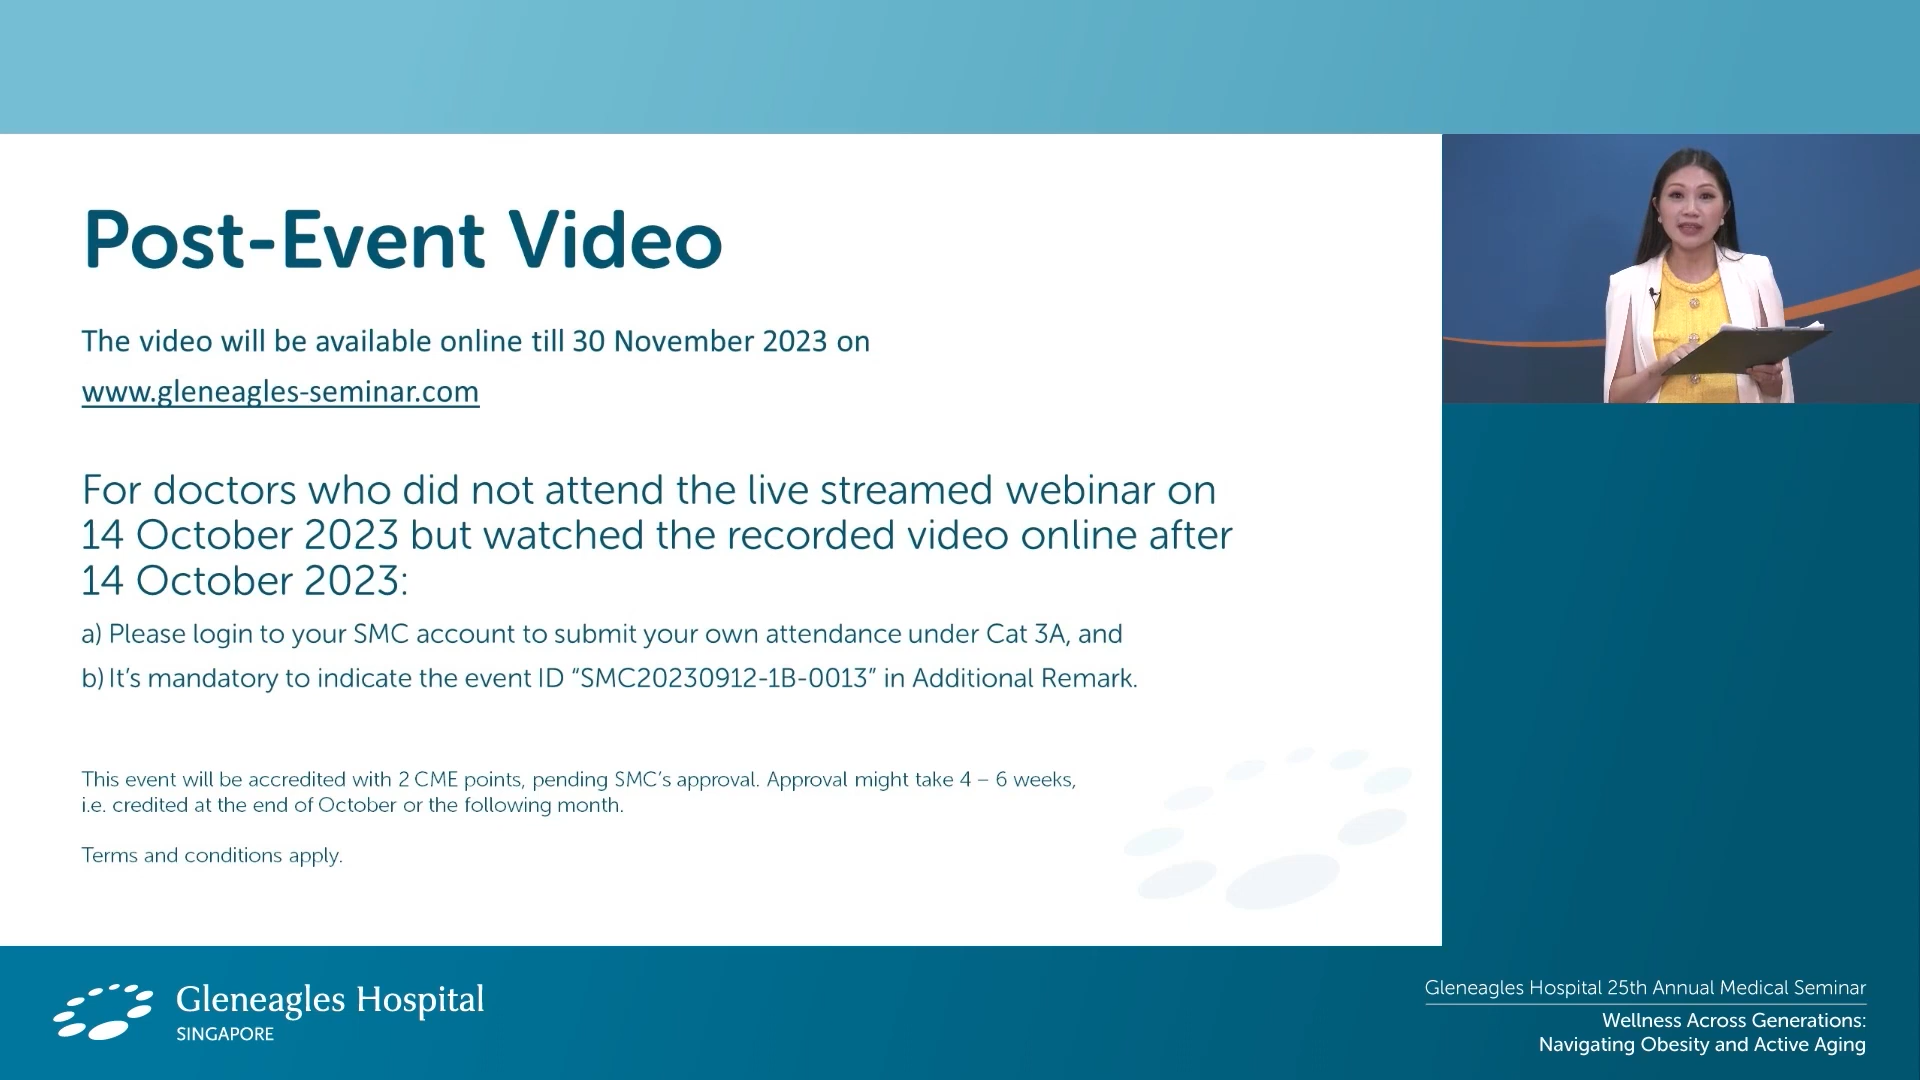 Post-Event Video
The video will be available online till 30 November 2023 on
www.gleneagles-seminar.com
For doctors who did not attend the live streamed webinar on
14 October 2023 but watched the recorded video online after
14 October 2023:
a) Please login to your SMC account to submit your own attendance under Cat 3A, and
b) It's mandatory to indicate the event ID “SMC20230912-1B-0013” in Additional Remark.
This event will be accredited with 2 CME points, pending SMC's approval. Approval might take 4 – 6 weeks,
i.e. credited at the end of October or the following month.
Terms and conditions apply.
Gleneagles Hospital
SINGAPORE
Gleneagles Hospital 25th Annual Medical Seminar
Wellness Across Generations:
Navigating Obesity and Active Aging